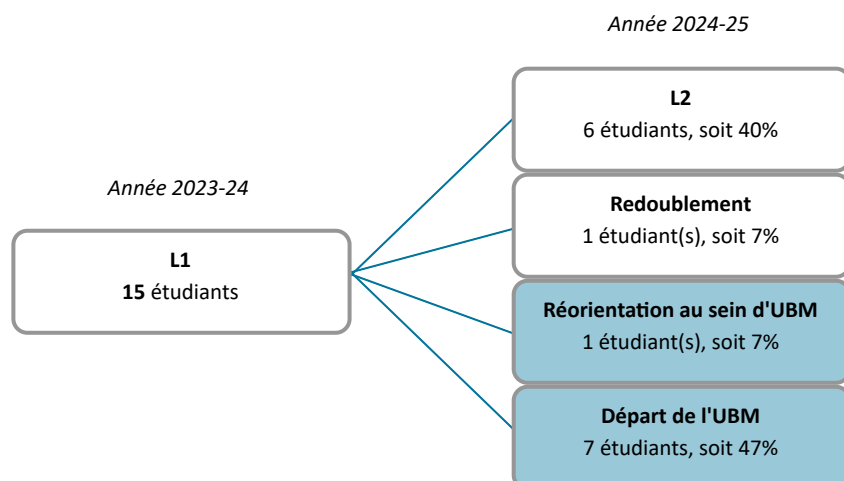 Année 2024-25
L2
6 étudiants, soit 40%
Année 2023-24
Redoublement
1 étudiant(s), soit 7%
L1
15 étudiants
Réorientation au sein d'UBM
1 étudiant(s), soit 7%
Départ de l'UBM
7 étudiants, soit 47%